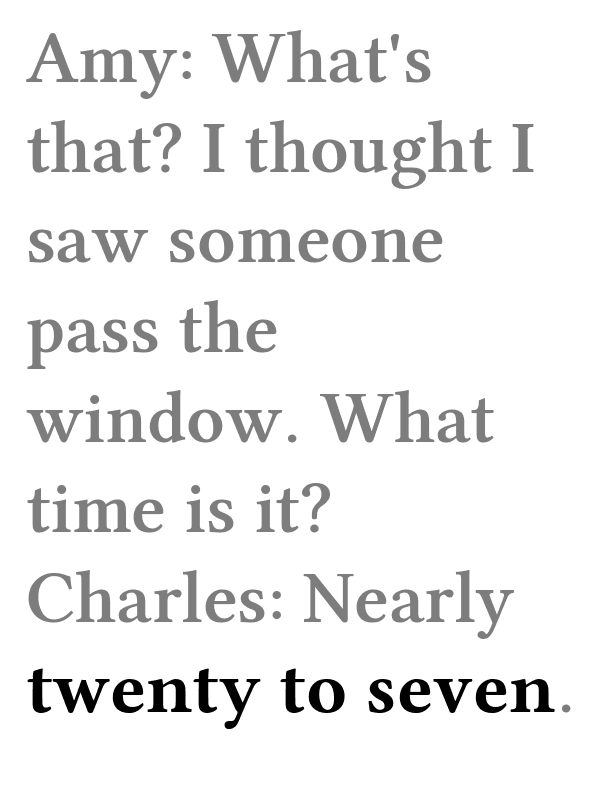 Amy: What's
that? I thought I
saw someone
pass the
window. What
time is it?
Charles: Nearly
twenty to seven.